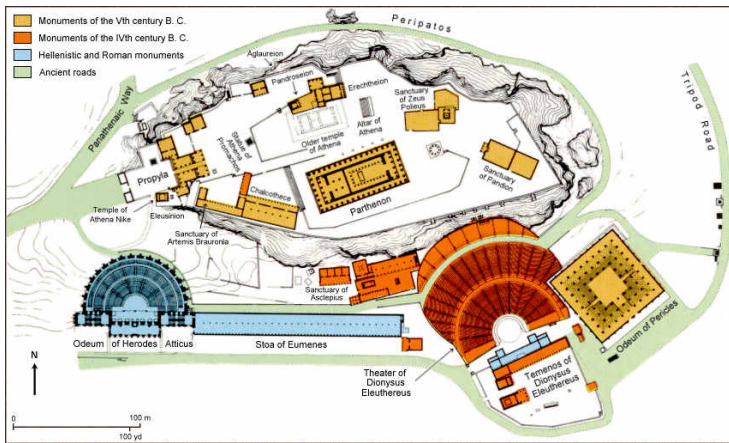 Monuments of the Vth century B. C.
Monuments of the IVth century B. C.
Hellenistic and Roman monuments
Ancient roads
Peripatos
Tripod Road
Panathenaic Way
Aglaureion
Pandroseion
Erechtheion
Sanctuary
of Zeus
Polieus
Older temple
of Athena
Altar of
Athena
Statue of
Athena
Promachos
Propyla
Chalcothece
Parthenon
Sanctuary
of Pandion
Temple of
Athena Nike
Eleusinion
Sanctuary of
Artemis Brauronia
Sanctuary of
Asclepius
Odeum of Herodes Atticus
Stoa of Eumenes
Theater of
Dionysus
Eleuthereus
Temenos of
Dionysus
Eleuthereus
Odeum of Pericles
N
0 100 m
100 yd